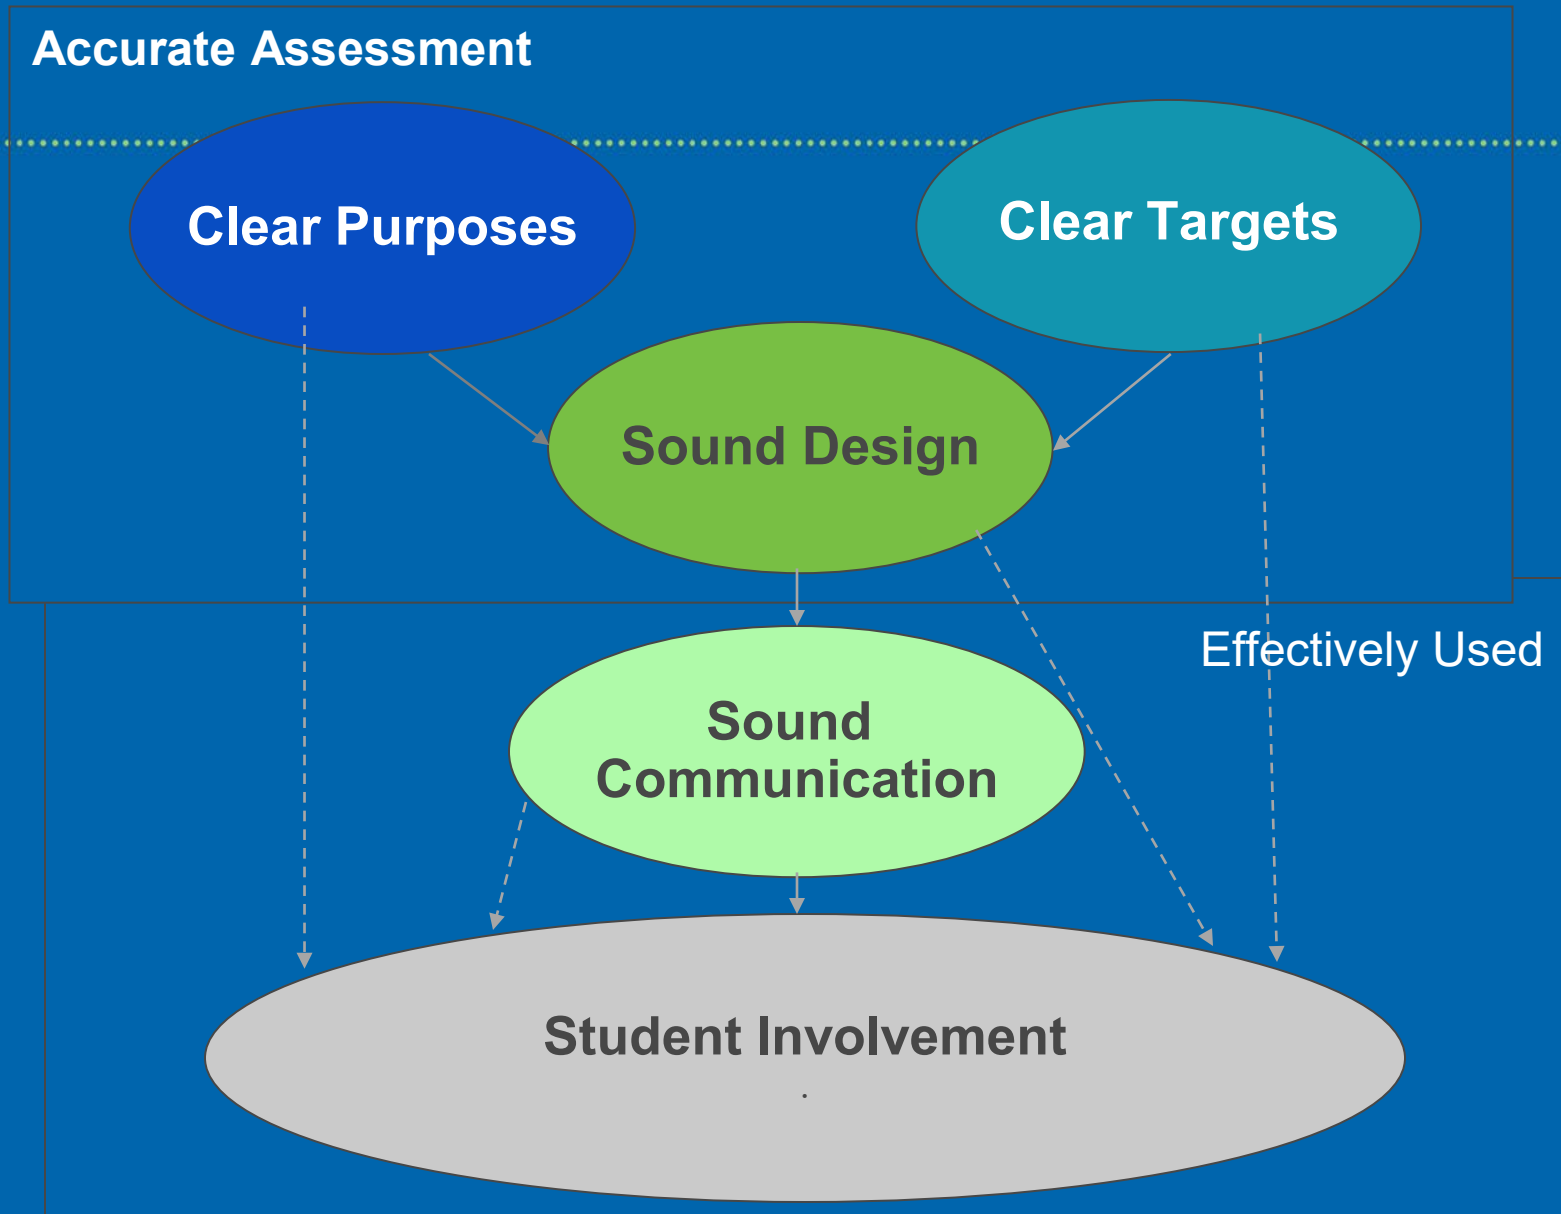 Accurate Assessment
Clear Purposes
Clear Targets
Sound Design
Effectively Used
Sound
Communication
Student Involvement
.